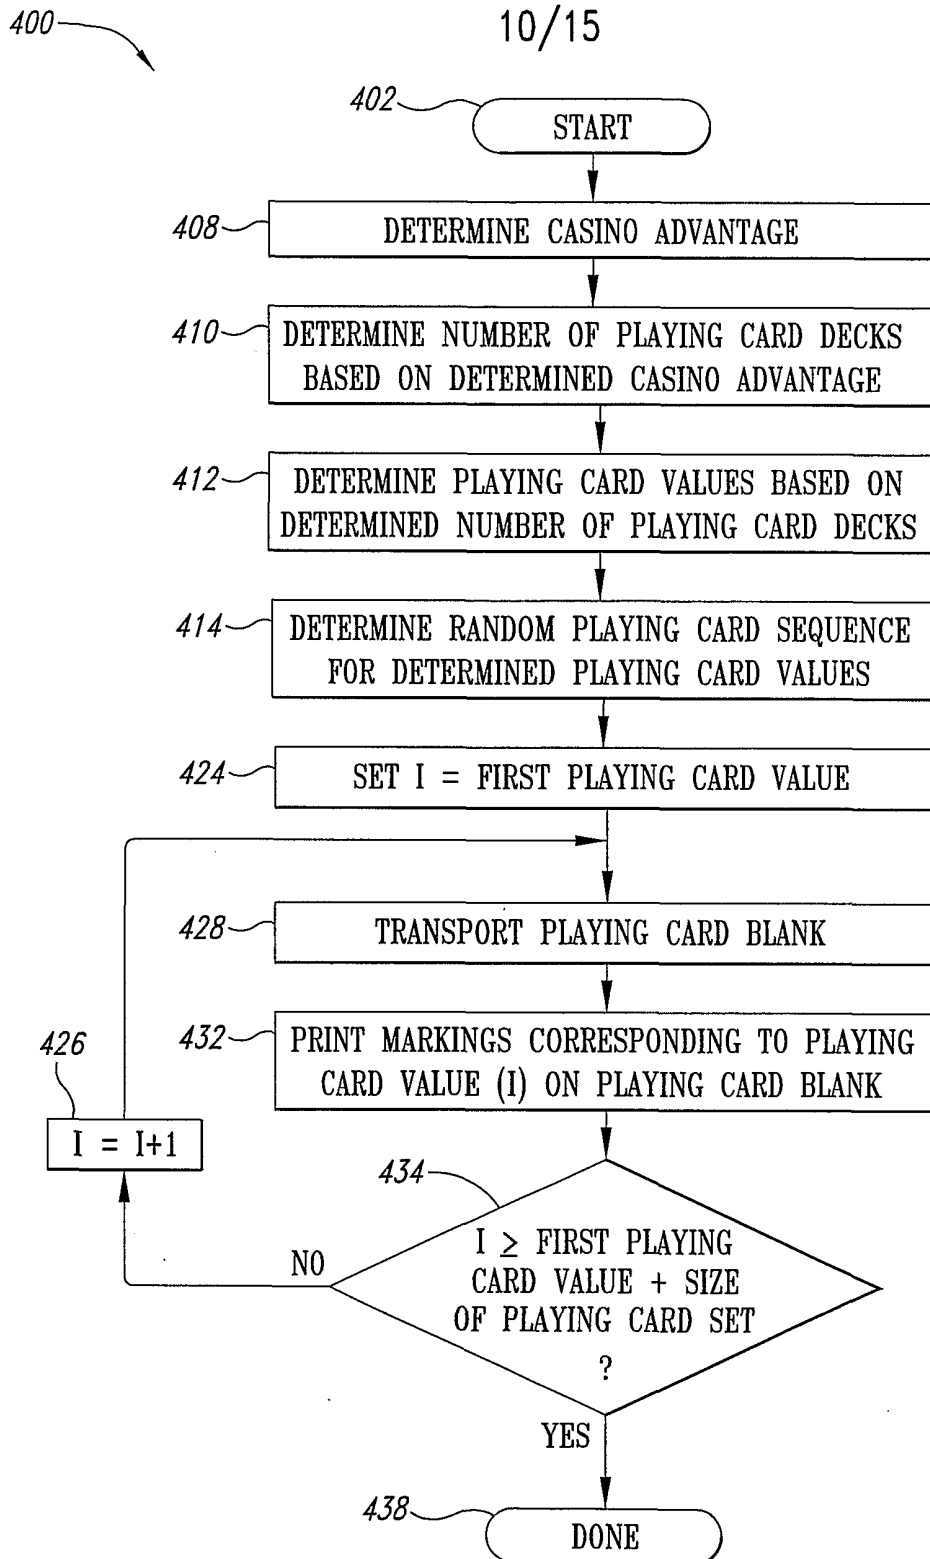 400
10/15
402
START
408
DETERMINE CASINO ADVANTAGE
410
DETERMINE NUMBER OF PLAYING CARD DECKS
BASED ON DETERMINED CASINO ADVANTAGE
412
DETERMINE PLAYING CARD VALUES BASED ON
DETERMINED NUMBER OF PLAYING CARD DECKS
414
DETERMINE RANDOM PLAYING CARD SEQUENCE
FOR DETERMINED PLAYING CARD VALUES
424
SET I = FIRST PLAYING CARD VALUE
428
TRANSPORT PLAYING CARD BLANK
432
PRINT MARKINGS CORRESPONDING TO PLAYING
CARD VALUE (I) ON PLAYING CARD BLANK
426
I = I+1
434
I ≥ FIRST PLAYING
CARD VALUE + SIZE
OF PLAYING CARD SET
?
NO
YES
438
DONE